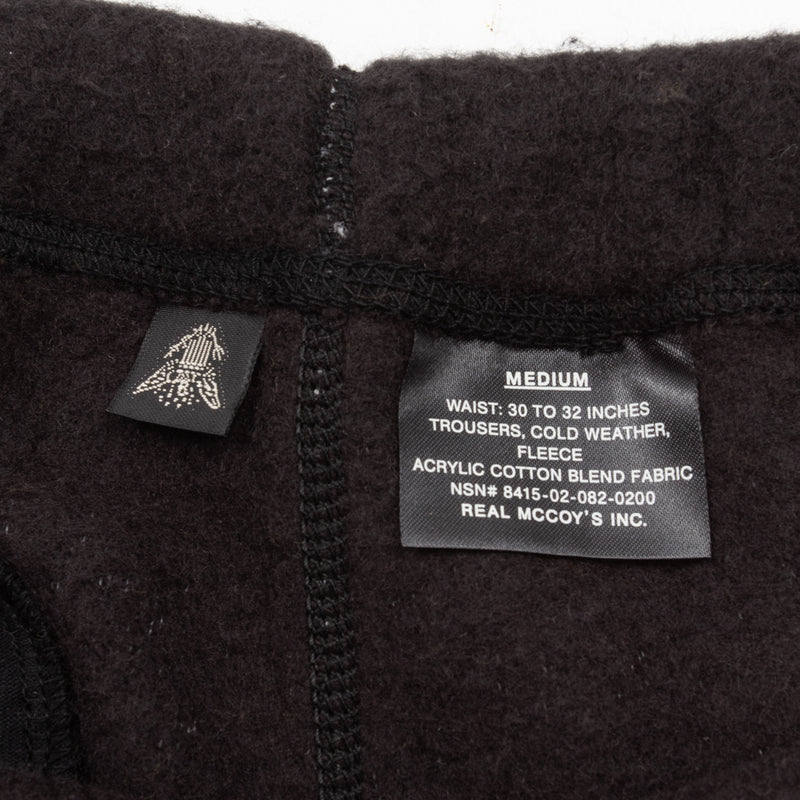 MEDIUM
WAIST: 30 TO 32 INCHES
TROUSERS, COLD WEATHER,
FLEECE
ACRYLIC COTTON BLEND FABRIC
NSN# 8415-02-082-0200
REAL MCCOY'S INC.